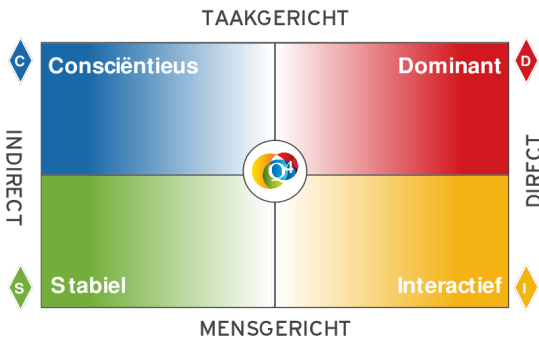 TAAKGERICHT
C
Consciëntieus
Dominant
D
INDIRECT
Q4
DIRECT
S
Stabiel
Interactief
I
MENSGERICHT